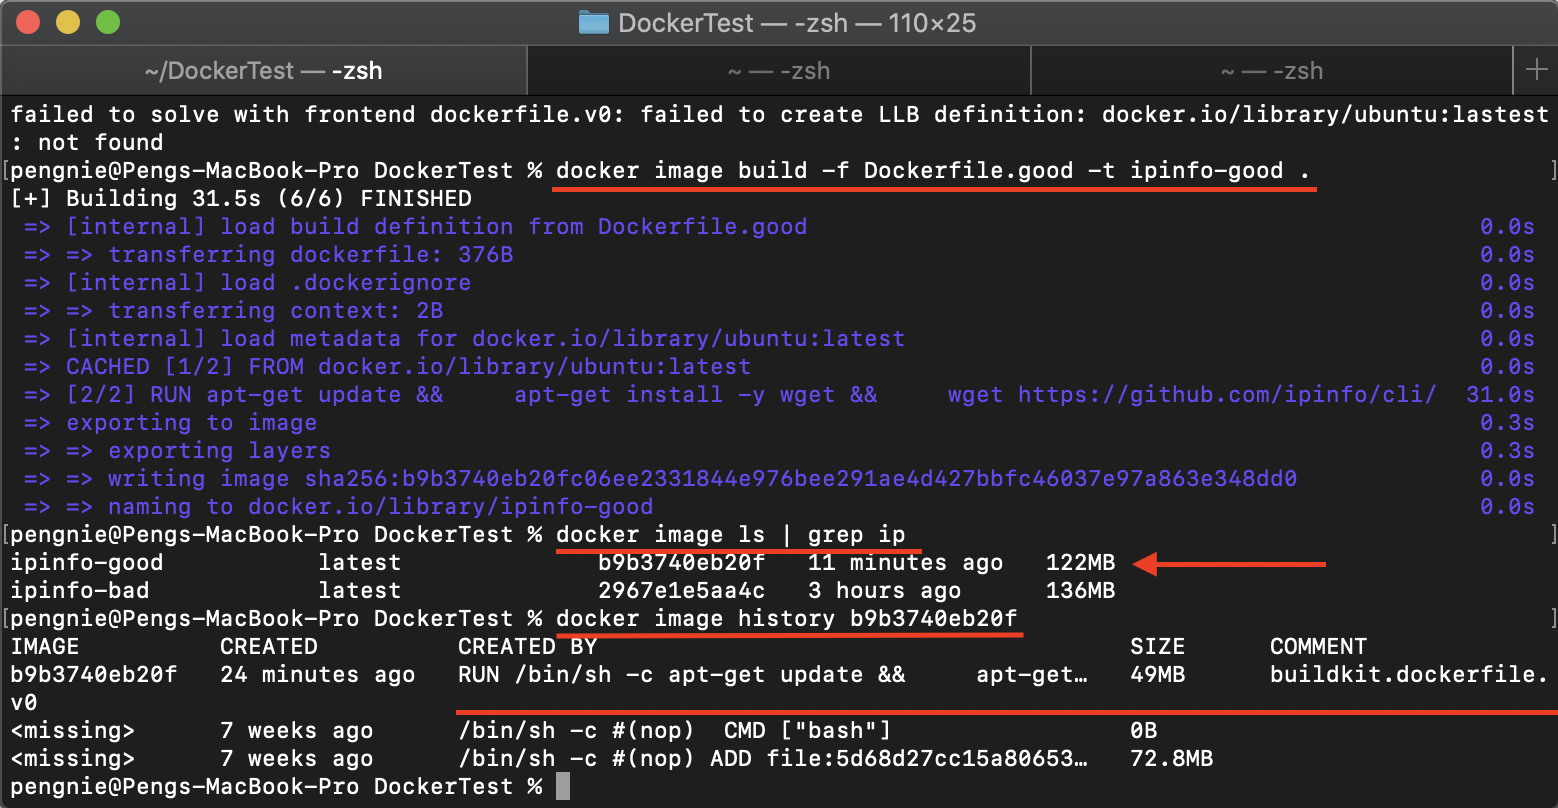 DockerTest — -zsh — 110×25
~/DockerTest — -zsh
~ — -zsh
~ — -zsh
failed to solve with frontend dockerfile.v0: failed to create LLB definition: docker.io/library/ubuntu:lastest
: not found
[pengnie@Pengs-MacBook-Pro DockerTest % docker image build -f Dockerfile.good -t ipinfo-good . ]
[+] Building 31.5s (6/6) FINISHED
=> [internal] load build definition from Dockerfile.good 0.0s
=> => transferring dockerfile: 376B 0.0s
=> [internal] load .dockerignore 0.0s
=> => transferring context: 2B 0.0s
=> [internal] load metadata for docker.io/library/ubuntu:latest 0.0s
=> CACHED [1/2] FROM docker.io/library/ubuntu:latest 0.0s
=> [2/2] RUN apt-get update && apt-get install -y wget && wget https://github.com/ipinfo/cli/ 31.0s
=> exporting to image 0.3s
=> => exporting layers 0.3s
=> => writing image sha256:b9b3740eb20fc06ee2331844e976bee291ae4d427bbfc46037e97a863e348dd0 0.0s
=> => naming to docker.io/library/ipinfo-good 0.0s
[pengnie@Pengs-MacBook-Pro DockerTest % docker image ls | grep ip ]
ipinfo-good latest b9b3740eb20f 11 minutes ago 122MB
ipinfo-bad latest 2967e1e5aa4c 3 hours ago 136MB
[pengnie@Pengs-MacBook-Pro DockerTest % docker image history b9b3740eb20f ]
IMAGE CREATED CREATED BY SIZE COMMENT
b9b3740eb20f 24 minutes ago RUN /bin/sh -c apt-get update && apt-get… 49MB buildkit.dockerfile.
v0
<missing> 7 weeks ago /bin/sh -c #(nop) CMD ["bash"] 0B
<missing> 7 weeks ago /bin/sh -c #(nop) ADD file:5d68d27cc15a80653… 72.8MB
pengnie@Pengs-MacBook-Pro DockerTest %